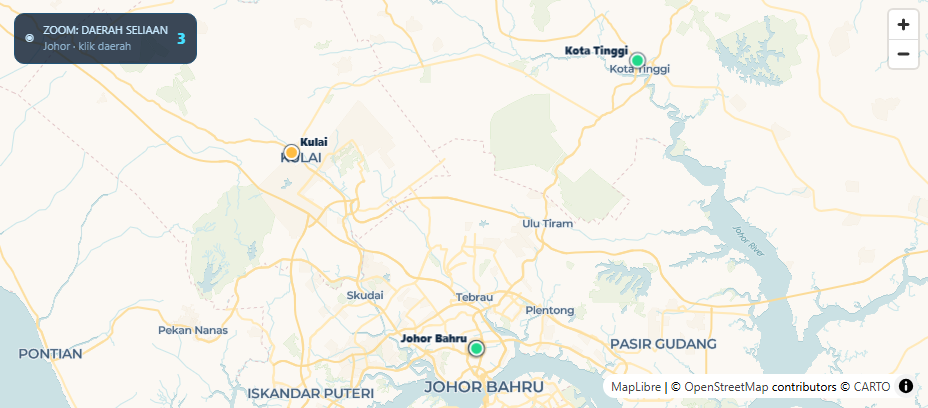 ZOOM: DAERAH SELIAAN
Johor · klik daerah
3
+
−
Kota Tinggi
Kota Tinggi
Kulai
KULAI
Ulu Tiram
Johor River
Skudai
Tebrau
Plentong
Pekan Nanas
Johor Bahru
PONTIAN
PASIR GUDANG
ISKANDAR PUTERI
JOHOR BAHRU
MapLibre | © OpenStreetMap contributors © CARTO